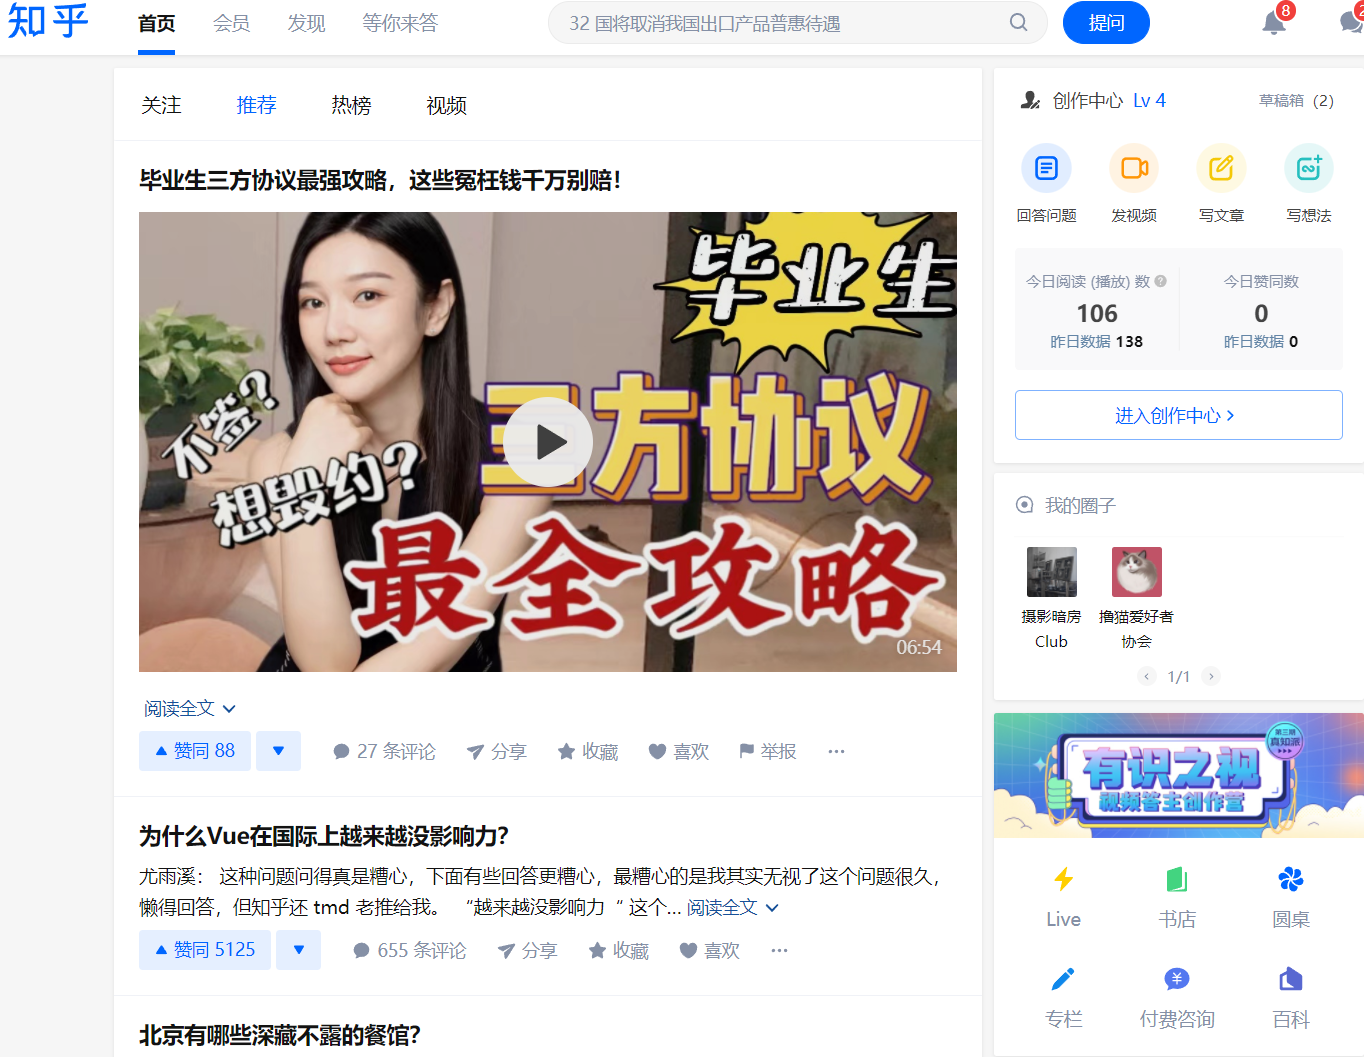 知乎
首页 会员 发现 等你来答
32 国将取消我国出口产品普惠待遇
提问
8
2
关注 推荐 热榜 视频
毕业生三方协议最强攻略，这些冤枉钱千万别赔！
毕业生
三方协议
不签？
想毁约？
最全攻略
06:54
阅读全文
赞同 88 27 条评论 分享 收藏 喜欢 举报
为什么Vue在国际上越来越没影响力？
尤雨溪： 这种问题问得真是糟心，下面有些回答更糟心，最糟心的是我其实无视了这个问题很久，
懒得回答，但知乎还 tmd 老推给我。 “越来越没影响力 “ 这个... 阅读全文
赞同 5125 655 条评论 分享 收藏 喜欢
北京有哪些深藏不露的餐馆？
创作中心 Lv 4 草稿箱 (2)
回答问题 发视频 写文章 写想法
今日阅读 (播放) 数 ? 今日赞同数
106 0
昨日数据 138 昨日数据 0
进入创作中心
我的圈子
摄影暗房 撸猫爱好者
Club 协会
1/1
第三期
真知派
有识之视
视频答主创作营
Live 书店 圆桌
¥
专栏 付费咨询 百科